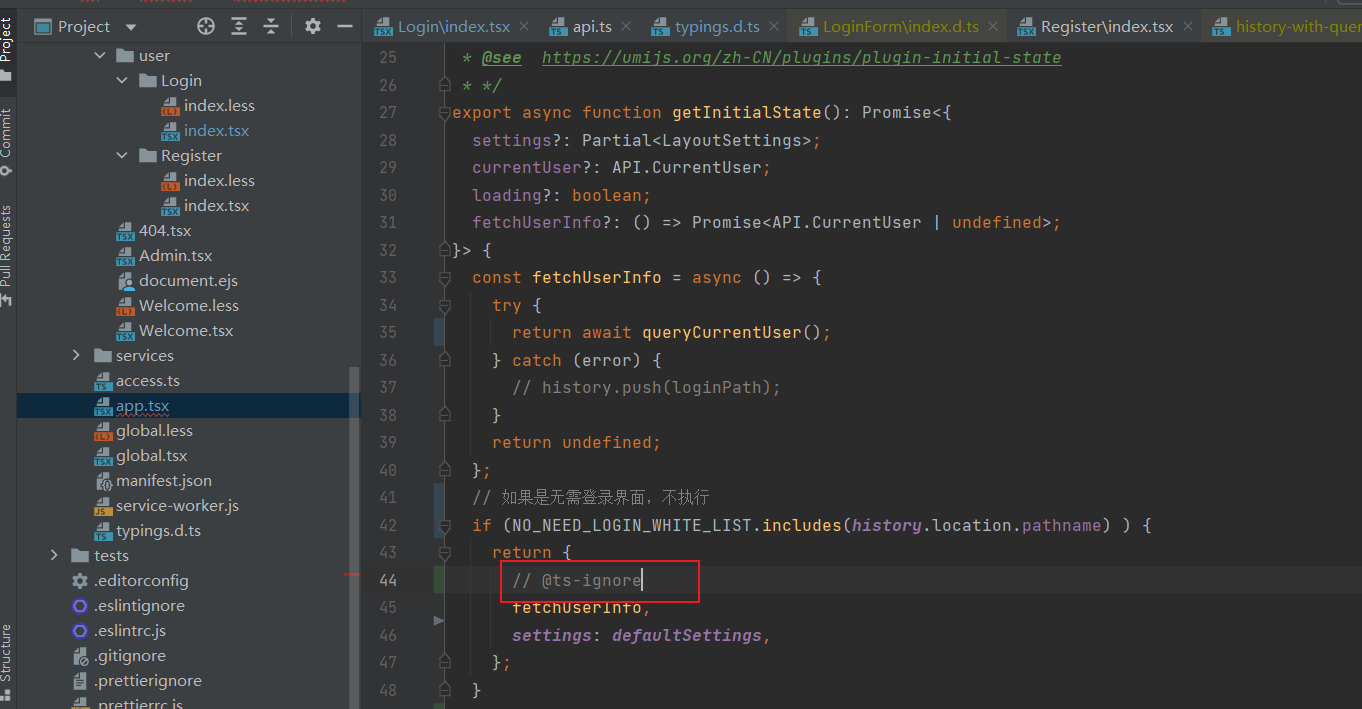 Project
Login\index.tsx
api.ts
typings.d.ts
LoginForm\index.d.ts
Register\index.tsx
history-with-quer
Project
Commit
Pull Requests
Structure
user
Login
index.less
index.tsx
Register
index.less
index.tsx
404.tsx
Admin.tsx
document.ejs
Welcome.less
Welcome.tsx
services
access.ts
app.tsx
global.less
global.tsx
manifest.json
service-worker.js
typings.d.ts
tests
.editorconfig
.eslintignore
.eslintrc.js
.gitignore
.prettierignore
.prettierrc.js
25 * @see https://umijs.org/zh-CN/plugins/plugin-initial-state
26 * */
27 export async function getInitialState(): Promise<{
28 settings?: Partial<LayoutSettings>;
29 currentUser?: API.CurrentUser;
30 loading?: boolean;
31 fetchUserInfo?: () => Promise<API.CurrentUser | undefined>;
32 }> {
33 const fetchUserInfo = async () => {
34 try {
35 return await queryCurrentUser();
36 } catch (error) {
37 // history.push(loginPath);
38 }
39 return undefined;
40 };
41 // 如果是无需登录界面，不执行
42 if (NO_NEED_LOGIN_WHITE_LIST.includes(history.location.pathname) ) {
43 return {
44 // @ts-ignore
45 fetchUserInfo,
46 settings: defaultSettings,
47 };
48 }